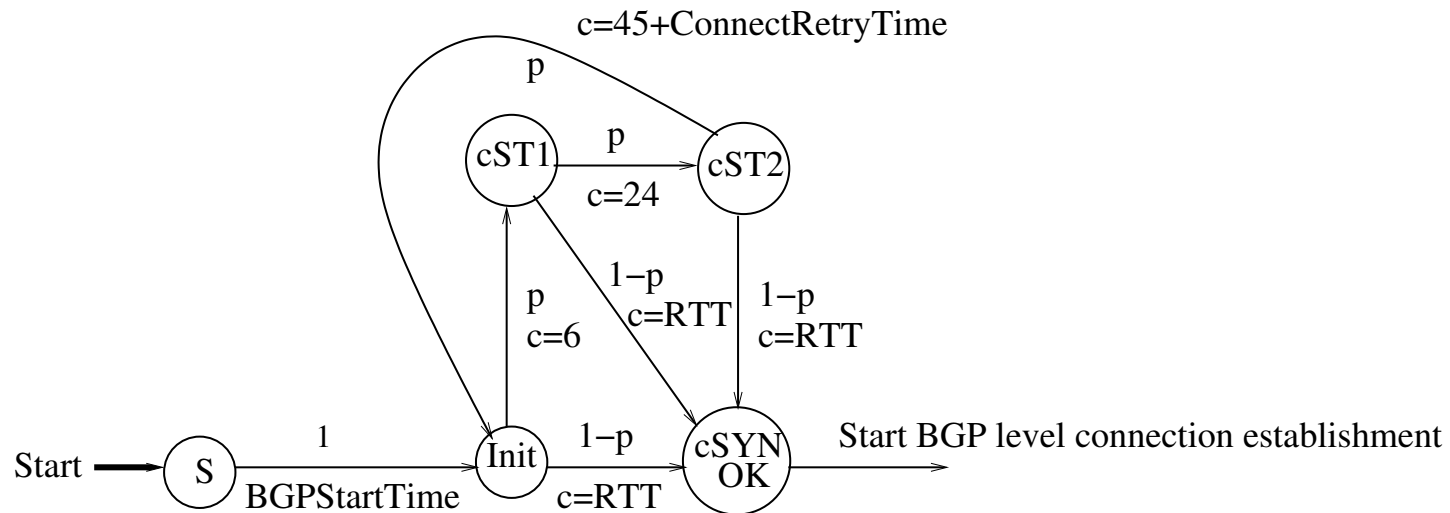 c=45+ConnectRetryTime
p
cST1
p
c=24
cST2
p
c=6
1−p
c=RTT
1−p
c=RTT
Start
S
1
BGPStartTime
Init
1−p
c=RTT
cSYN
OK
Start BGP level connection establishment